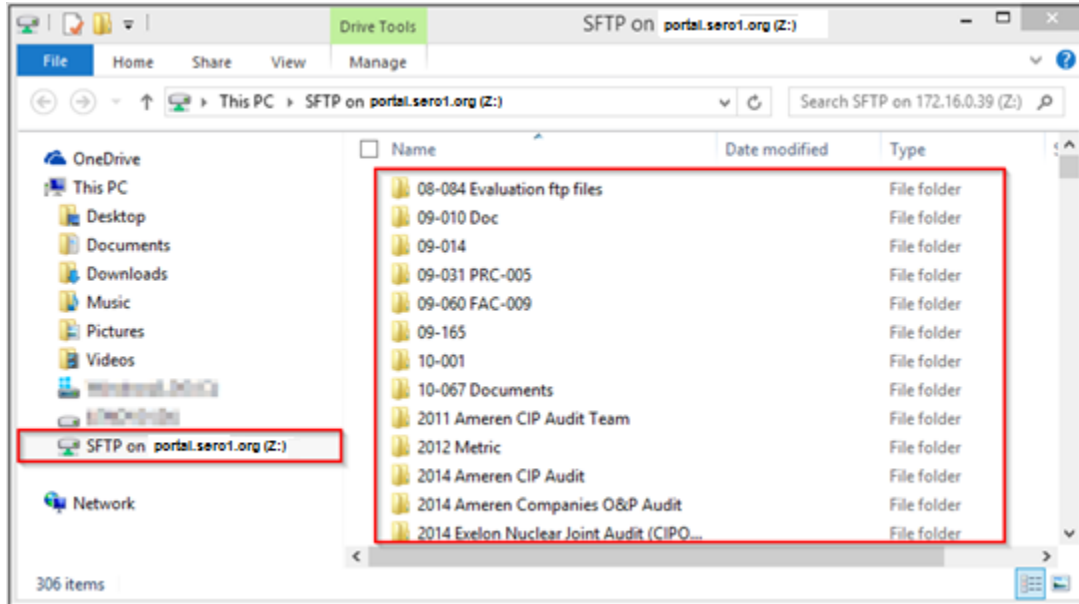 Drive Tools
SFTP on portal.sero1.org (Z:)
File
Home
Share
View
Manage
This PC
SFTP on portal.sero1.org (Z:)
Search SFTP on 172.16.0.39 (Z:)
OneDrive
This PC
Desktop
Documents
Downloads
Music
Pictures
Videos
SFTP on portal.sero1.org (Z:)
Network
Name
Date modified
Type
08-084 Evaluation ftp files
File folder
09-010 Doc
File folder
09-014
File folder
09-031 PRC-005
File folder
09-060 FAC-009
File folder
09-165
File folder
10-001
File folder
10-067 Documents
File folder
2011 Ameren CIP Audit Team
File folder
2012 Metric
File folder
2014 Ameren CIP Audit
File folder
2014 Ameren Companies O&P Audit
File folder
2014 Exelon Nuclear Joint Audit (CIPO...
File folder
306 items